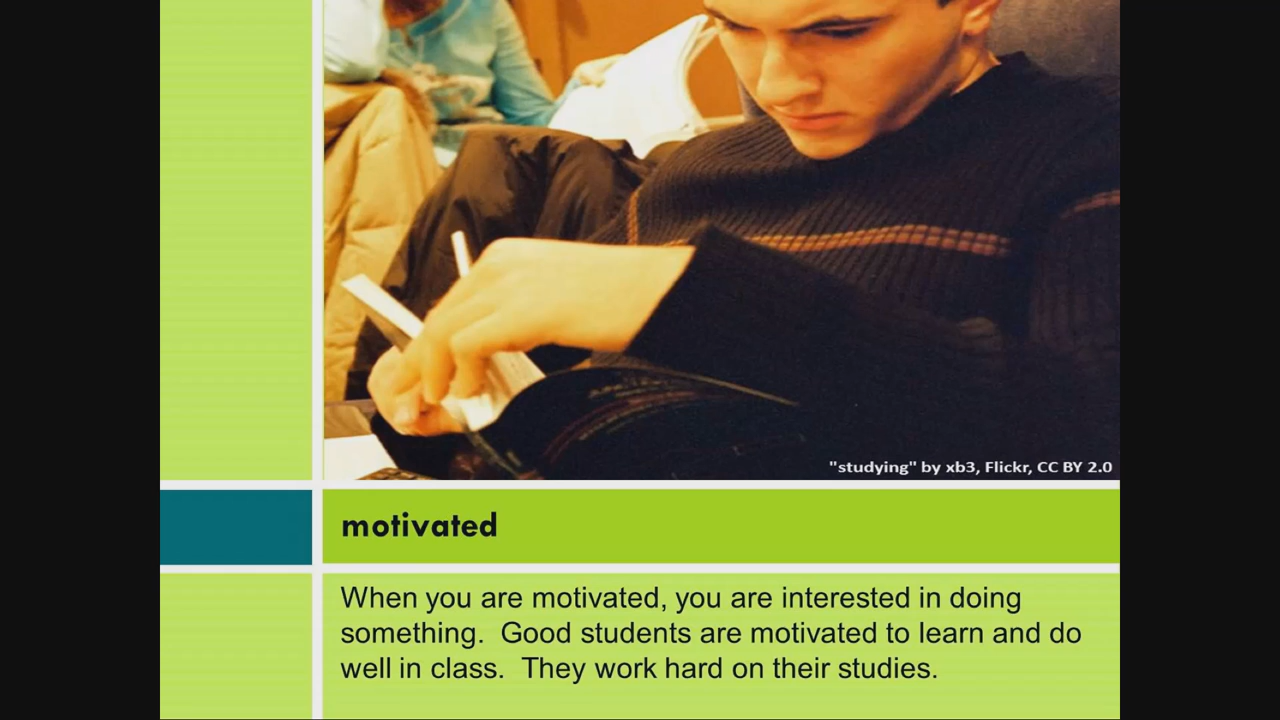 "studying" by xb3, Flickr, CC BY 2.0
motivated
When you are motivated, you are interested in doing
something.  Good students are motivated to learn and do
well in class.  They work hard on their studies.